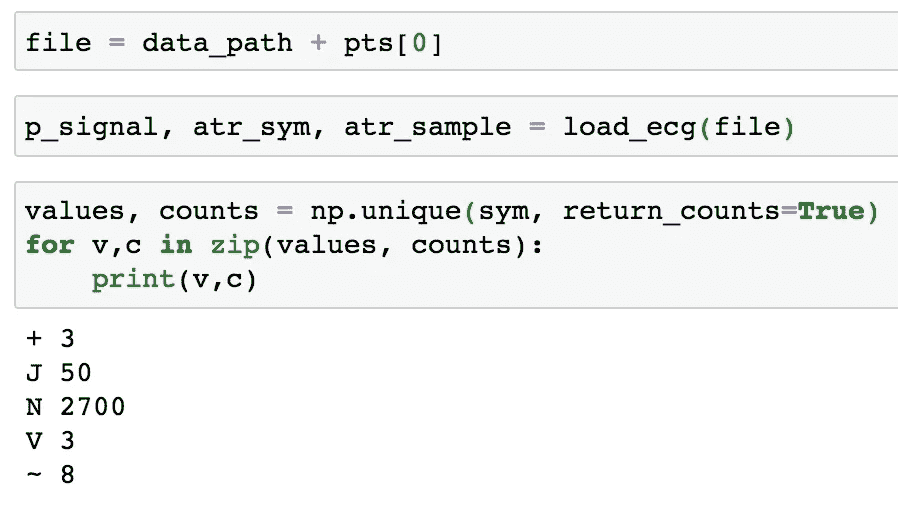 file = data_path + pts[0]
p_signal, atr_sym, atr_sample = load_ecg(file)
values, counts = np.unique(sym, return_counts=True)
for v,c in zip(values, counts):
    print(v,c)
+ 3
J 50
N 2700
V 3
~ 8